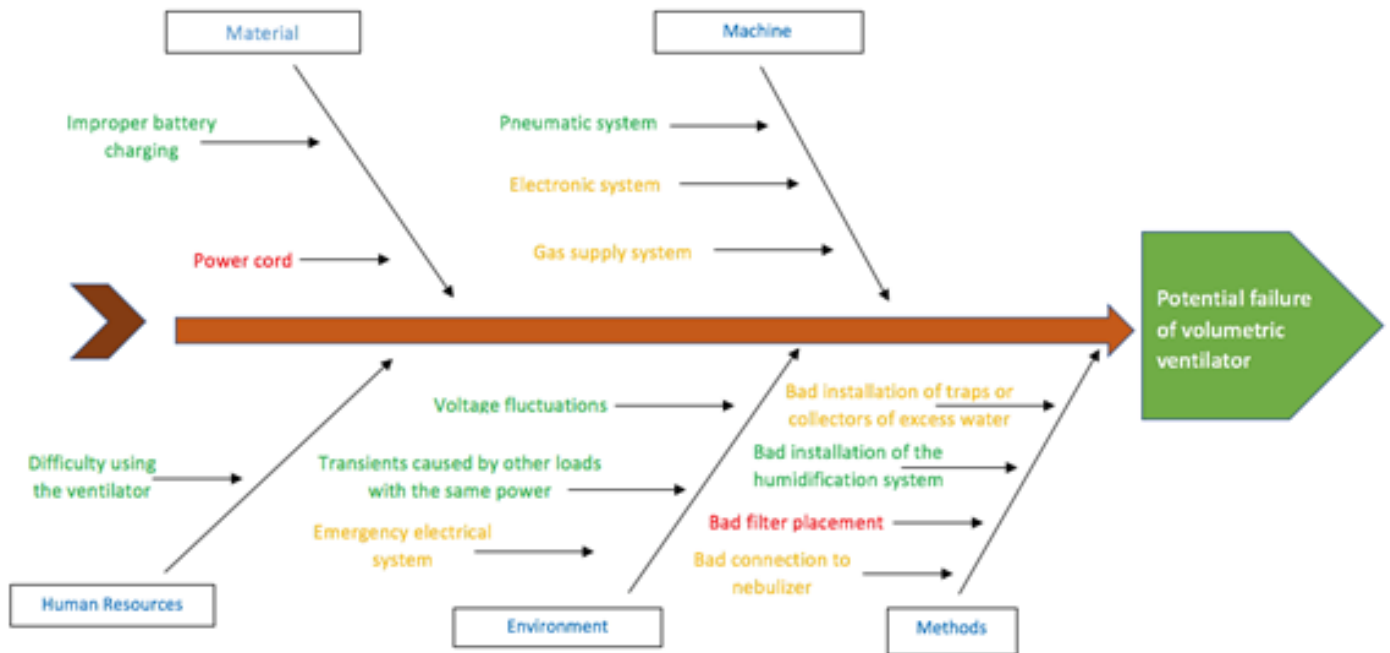 Material
Machine
Improper battery
charging
Pneumatic system
Electronic system
Power cord
Gas supply system
Potential failure
of volumetric
ventilator
Voltage fluctuations
Bad installation of traps or
collectors of excess water
Difficulty using
the ventilator
Transients caused by other loads
with the same power
Bad installation of the
humidification system
Emergency electrical
system
Bad filter placement
Bad connection to
nebulizer
Human Resources
Environment
Methods